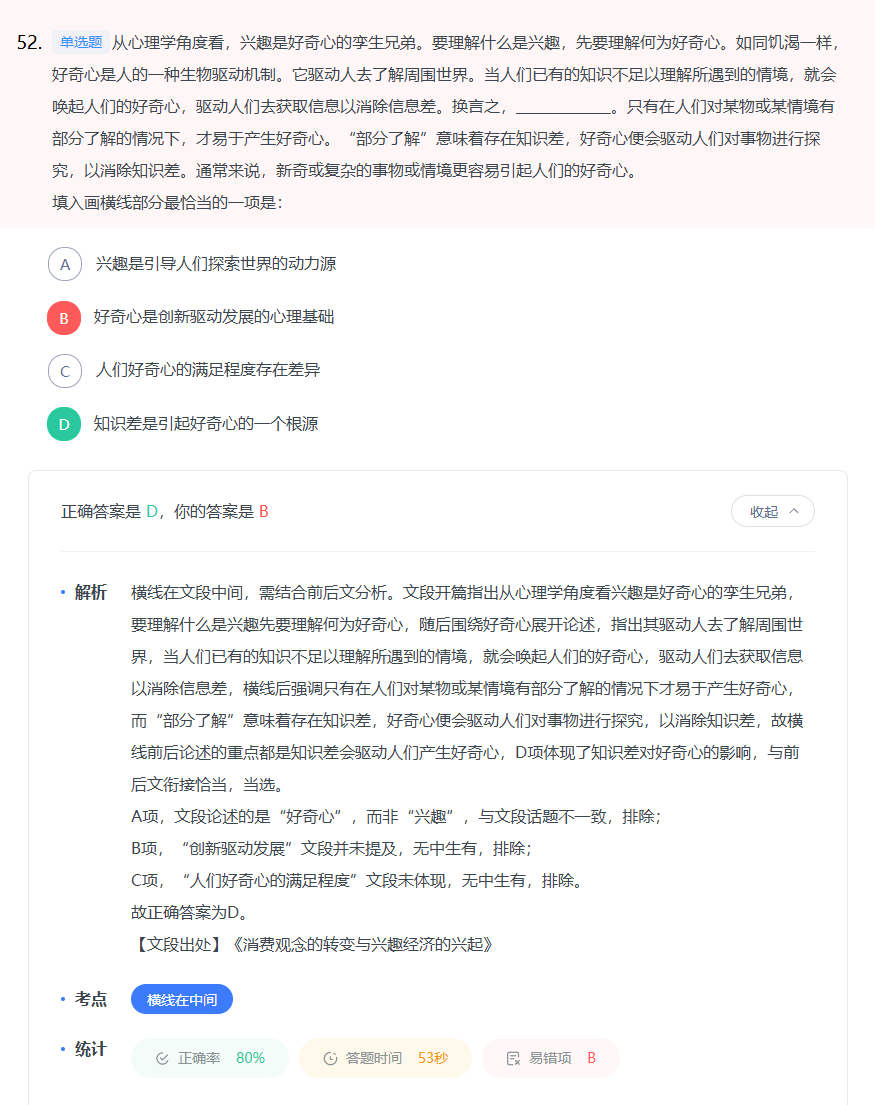 52. 单选题 从心理学角度看，兴趣是好奇心的孪生兄弟。要理解什么是兴趣，先要理解何为好奇心。如同饥渴一样，
好奇心是人的一种生物驱动机制。它驱动人去了解周围世界。当人们已有的知识不足以理解所遇到的情境，就会
唤起人们的好奇心，驱动人们去获取信息以消除信息差。换言之，____________。只有在人们对某物或某情境有
部分了解的情况下，才易于产生好奇心。“部分了解”意味着存在知识差，好奇心便会驱动人们对事物进行探
究，以消除知识差。通常来说，新奇或复杂的事物或情境更容易引起人们的好奇心。
填入画横线部分最恰当的一项是：
A 兴趣是引导人们探索世界的动力源
B 好奇心是创新驱动发展的心理基础
C 人们好奇心的满足程度存在差异
D 知识差是引起好奇心的一个根源
正确答案是 D，你的答案是 B 收起
解析 横线在文段中间，需结合前后文分析。文段开篇指出从心理学角度看兴趣是好奇心的孪生兄弟，
要理解什么是兴趣先要理解何为好奇心，随后围绕好奇心展开论述，指出其驱动人去了解周围世
界，当人们已有的知识不足以理解所遇到的情境，就会唤起人们的好奇心，驱动人们去获取信息
以消除信息差，横线后强调只有在人们对某物或某情境有部分了解的情况下才易于产生好奇心，
而“部分了解”意味着存在知识差，好奇心便会驱动人们对事物进行探究，以消除知识差，故横
线前后论述的重点都是知识差会驱动人们产生好奇心，D项体现了知识差对好奇心的影响，与前
后文衔接恰当，当选。
A项，文段论述的是“好奇心”，而非“兴趣”，与文段话题不一致，排除；
B项，“创新驱动发展”文段并未提及，无中生有，排除；
C项，“人们好奇心的满足程度”文段未体现，无中生有，排除。
故正确答案为D。
【文段出处】《消费观念的转变与兴趣经济的兴起》
考点 横线在中间
统计 正确率 80% 答题时间 53秒 易错项 B